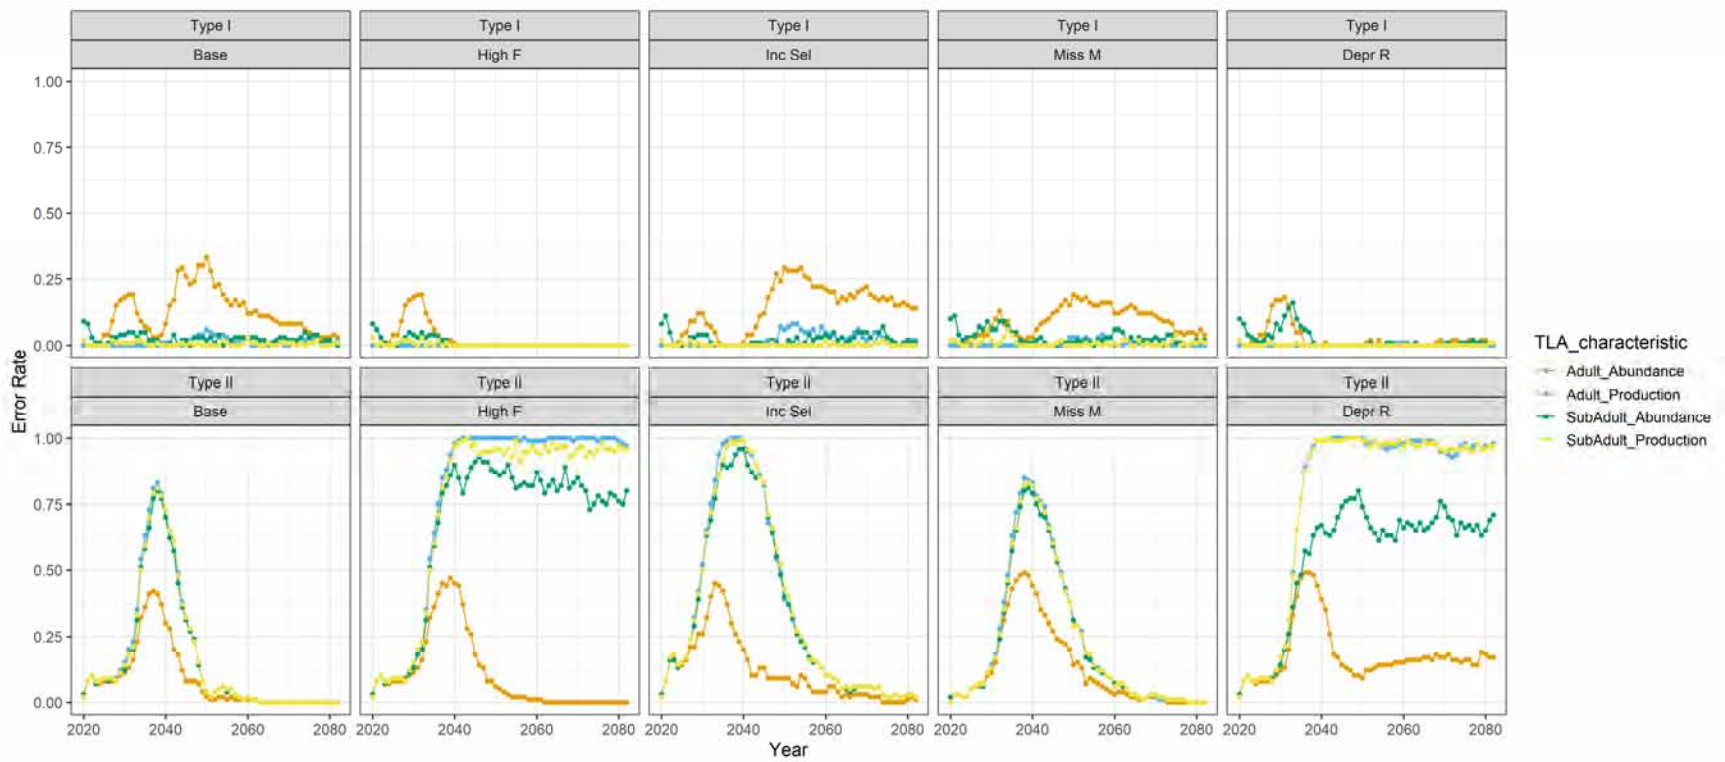 Type I Type I Type I Type I Type I
Base High F Inc Sel Miss M Depr R
1.00
0.75
0.50
0.25
0.00
Type II Type II Type II Type II Type II
Base High F Inc Sel Miss M Depr R
1.00
0.75
0.50
0.25
0.00
2020 2040 2060 2080 2020 2040 2060 2080 2020 2040 2060 2080 2020 2040 2060 2080 2020 2040 2060 2080
Year
Error Rate
TLA_characteristic
Adult_Abundance
Adult_Production
SubAdult_Abundance
SubAdult_Production